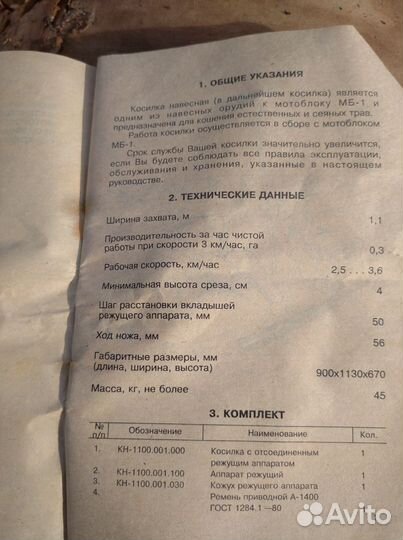 1. ОБЩИЕ УКАЗАНИЯ
Косилка навесная (в дальнейшем косилка) является
одним из навесных орудий к мотоблоку МБ-1 и
предназначена для кошения естественных и сеяных трав.
Работа косилки осуществляется в сборе с мотоблоком
МБ-1.
Срок службы Вашей косилки значительно увеличится,
если Вы будете соблюдать все правила эксплуатации,
обслуживания и хранения, указанные в настоящем
руководстве.
2. ТЕХНИЧЕСКИЕ ДАННЫЕ
Ширина захвата, м 1,1
Производительность за час чистой
работы при скорости 3 км/час, га 0,3
Рабочая скорость, км/час 2,5 . . . 3,6
Минимальная высота среза, см 4
Шаг расстановки вкладышей
режущего аппарата, мм 50
Ход ножа, мм 56
Габаритные размеры, мм
(длина, ширина, высота) 900х1130х670
Масса, кг, не более 45
3. КОМПЛЕКТ
№ п/п Обозначение Наименование Кол.
1. КН-1100.001.000 Косилка с отсоединенным 1
режущим аппаратом
2. КН-1100.001.100 Аппарат режущий 1
3. КН-1100.001.030 Кожух режущего аппарата 1
4. Ремень приводной А-1400
ГОСТ 1284.1—80
Avito